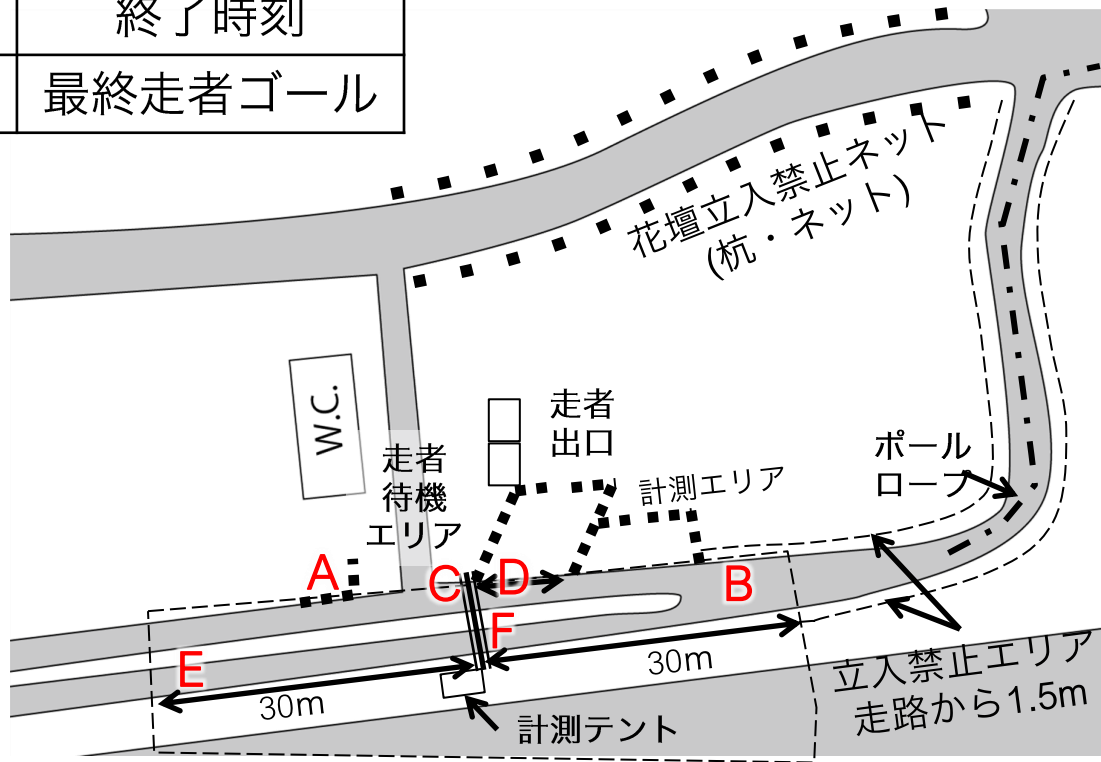 終了時刻
最終走者ゴール
花壇立入禁止ネット
(杭・ネット)
W.C.
走者
出口
走者
待機
エリア
計測エリア
ポール
ロープ
A
C
D
B
F
E
30m
30m
立入禁止エリア
走路から1.5m
計測テント